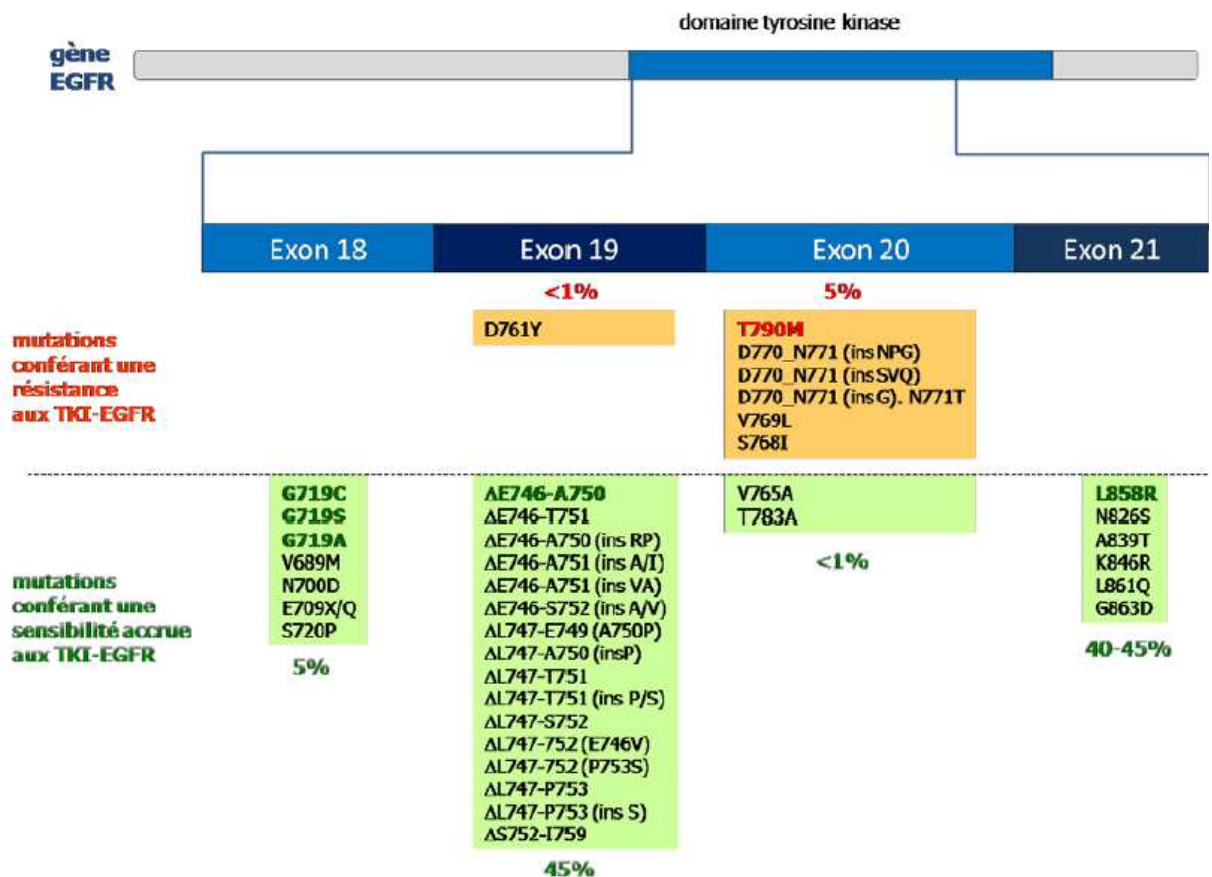 domaine tyrosine kinase
gène
EGFR
Exon 18
Exon 19
Exon 20
Exon 21
<1%
5%
mutations
conférant une
résistance
aux TKI-EGFR
D761Y
T790M
D770_N771 (ins NPG)
D770_N771 (ins SVQ)
D770_N771 (ins G). N771T
V769L
S768I
mutations
conférant une
sensibilité accrue
aux TKI-EGFR
G719C
G719S
G719A
V689M
N700D
E709X/Q
S720P
5%
ΔE746-A750
ΔE746-T751
ΔE746-A750 (ins RP)
ΔE746-A751 (ins A/I)
ΔE746-A751 (ins VA)
ΔE746-S752 (ins A/V)
ΔL747-E749 (A750P)
ΔL747-A750 (insP)
ΔL747-T751
ΔL747-T751 (ins P/S)
ΔL747-S752
ΔL747-752 (E746V)
ΔL747-752 (P753S)
ΔL747-P753
ΔL747-P753 (ins S)
ΔS752-I759
45%
V765A
T783A
<1%
L858R
N826S
A839T
K846R
L861Q
G863D
40-45%